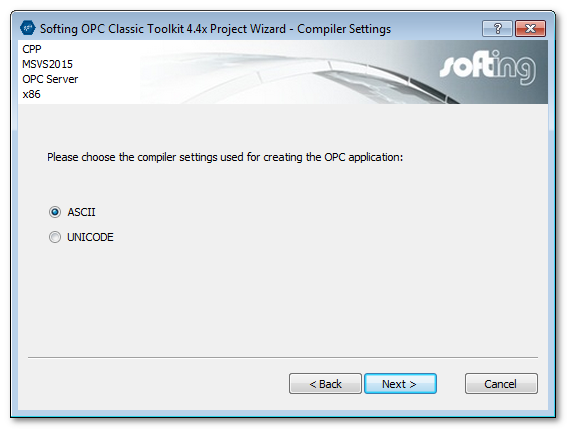 Softing OPC Classic Toolkit 4.4x Project Wizard - Compiler Settings
?
CPP
MSVS2015
OPC Server
x86
softing
Please choose the compiler settings used for creating the OPC application:
ASCII
UNICODE
< Back
Next >
Cancel